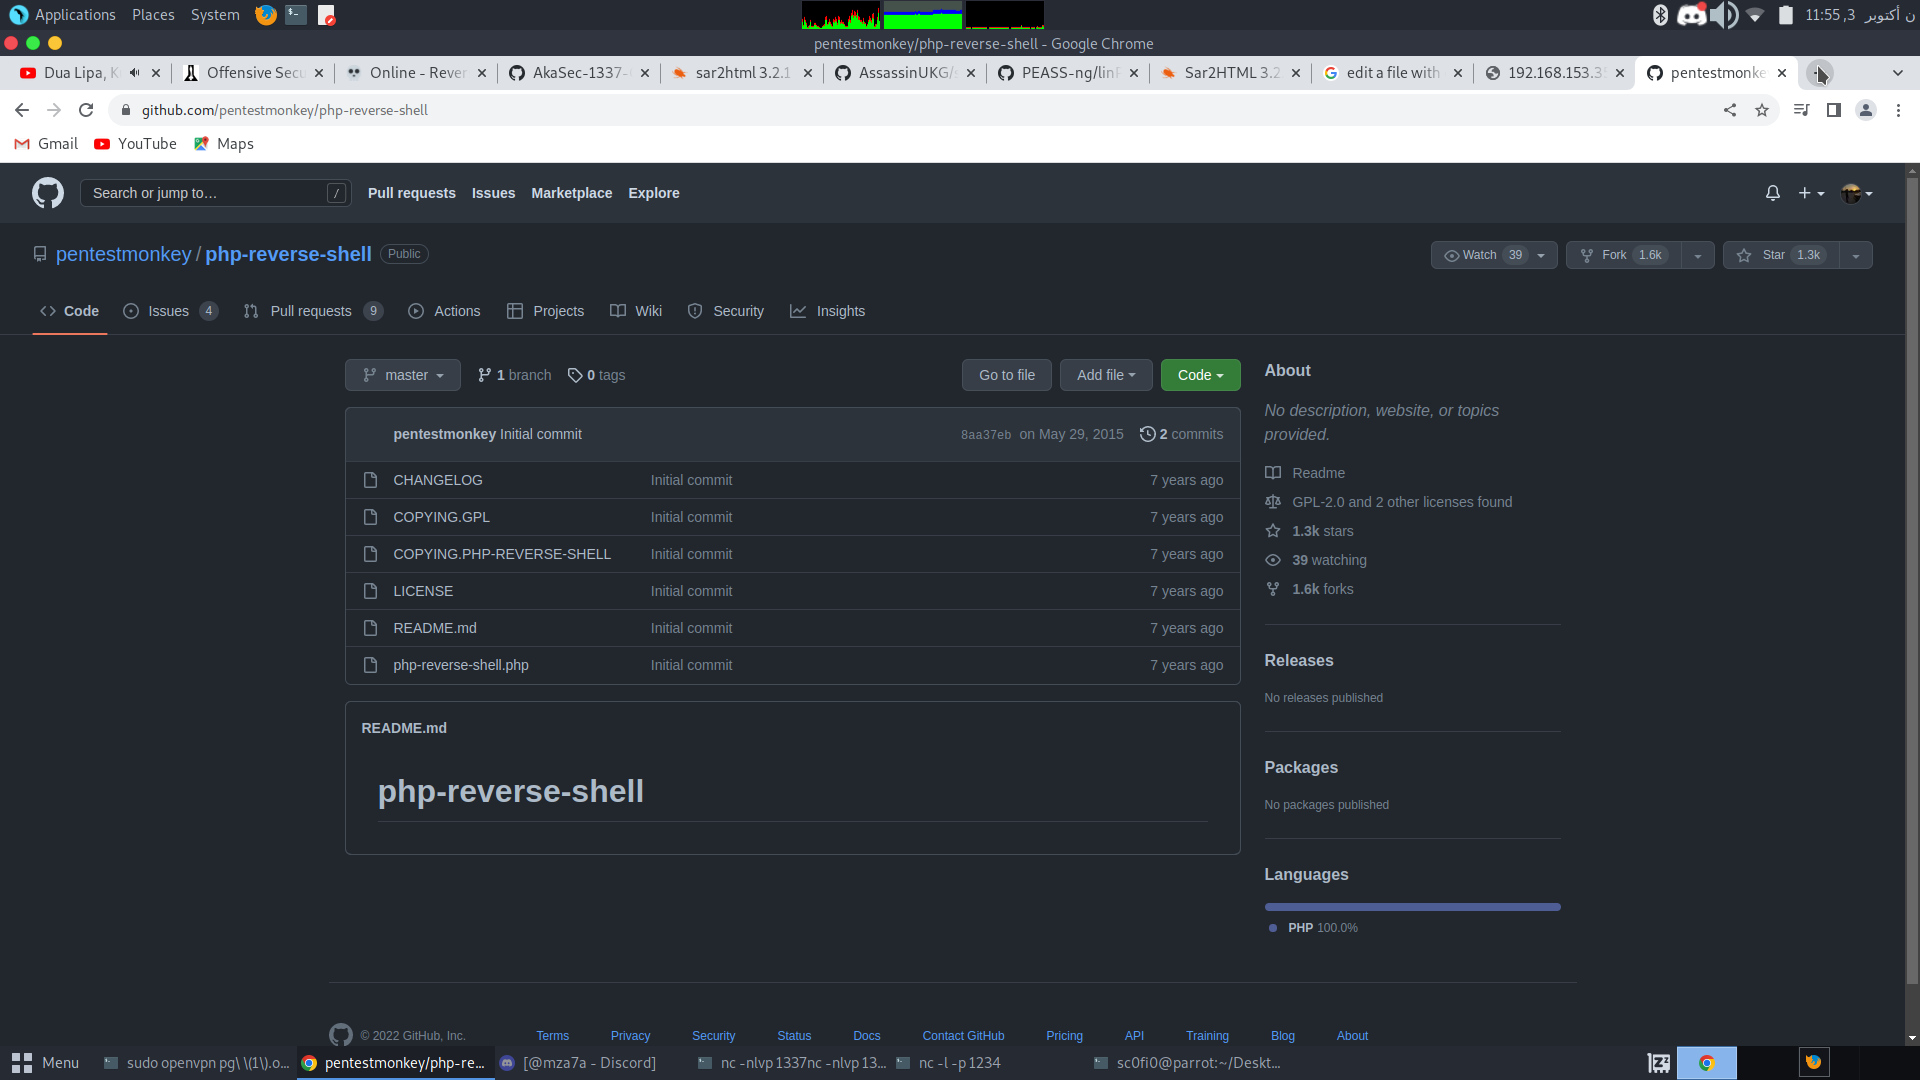 Applications Places System
ن أكتوبر 3, 11:55
pentestmonkey/php-reverse-shell - Google Chrome
Dua Lipa, K
Offensive Secu
Online - Rever
AkaSec-1337-
sar2html 3.2.1
AssassinUKG/s
PEASS-ng/linP
Sar2HTML 3.2
edit a file with
192.168.153.35
pentestmonke
github.com/pentestmonkey/php-reverse-shell
Gmail YouTube Maps
Search or jump to… /
Pull requests Issues Marketplace Explore
pentestmonkey / php-reverse-shell Public
Watch 39 Fork 1.6k Star 1.3k
Code Issues 4 Pull requests 9 Actions Projects Wiki Security Insights
master 1 branch 0 tags Go to file Add file Code
pentestmonkey Initial commit 8aa37eb on May 29, 2015 2 commits
CHANGELOG Initial commit 7 years ago
COPYING.GPL Initial commit 7 years ago
COPYING.PHP-REVERSE-SHELL Initial commit 7 years ago
LICENSE Initial commit 7 years ago
README.md Initial commit 7 years ago
php-reverse-shell.php Initial commit 7 years ago
README.md
php-reverse-shell
About
No description, website, or topics
provided.
Readme
GPL-2.0 and 2 other licenses found
1.3k stars
39 watching
1.6k forks
Releases
No releases published
Packages
No packages published
Languages
PHP 100.0%
© 2022 GitHub, Inc. Terms Privacy Security Status Docs Contact GitHub Pricing API Training Blog About
Menu sudo openvpn pg\ \(1\).o... pentestmonkey/php-re... [@mza7a - Discord] nc -nlvp 1337nc -nlvp 13... nc -l -p 1234 sc0fi0@parrot:~/Deskt...